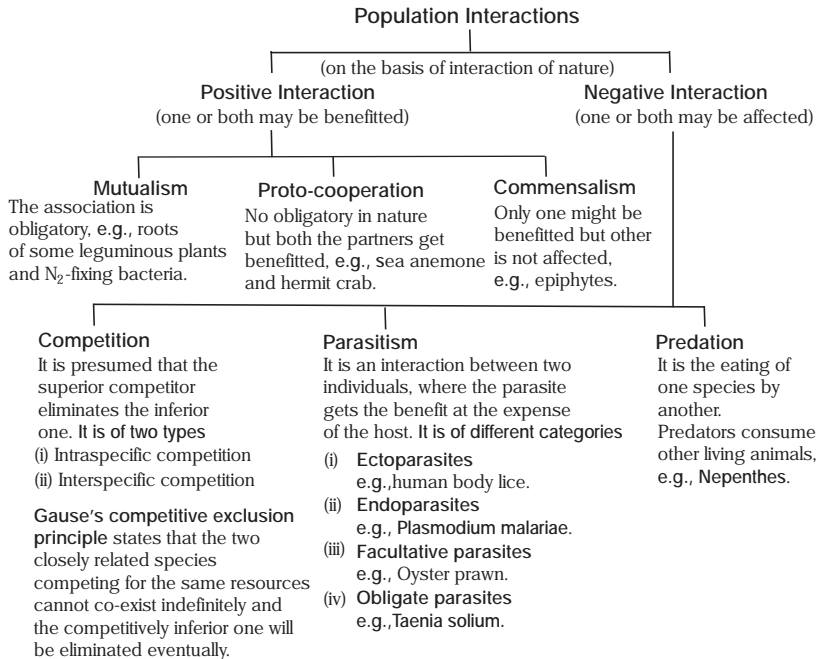 Population Interactions
(on the basis of interaction of nature)
Positive Interaction
(one or both may be benefitted)
Negative Interaction
(one or both may be affected)
Mutualism
The association is
obligatory, e.g., roots
of some leguminous plants
and N₂-fixing bacteria.
Proto-cooperation
No obligatory in nature
but both the partners get
benefitted, e.g., sea anemone
and hermit crab.
Commensalism
Only one might be
benefitted but other
is not affected,
e.g., epiphytes.
Competition
It is presumed that the
superior competitor
eliminates the inferior
one. It is of two types
(i) Intraspecific competition
(ii) Interspecific competition
Gause's competitive exclusion
principle states that the two
closely related species
competing for the same resources
cannot co-exist indefinitely and
the competitively inferior one will
be eliminated eventually.
Parasitism
It is an interaction between two
individuals, where the parasite
gets the benefit at the expense
of the host. It is of different categories
(i) Ectoparasites
e.g.,human body lice.
(ii) Endoparasites
e.g., Plasmodium malariae.
(iii) Facultative parasites
e.g., Oyster prawn.
(iv) Obligate parasites
e.g.,Taenia solium.
Predation
It is the eating of
one species by
another.
Predators consume
other living animals,
e.g., Nepenthes.